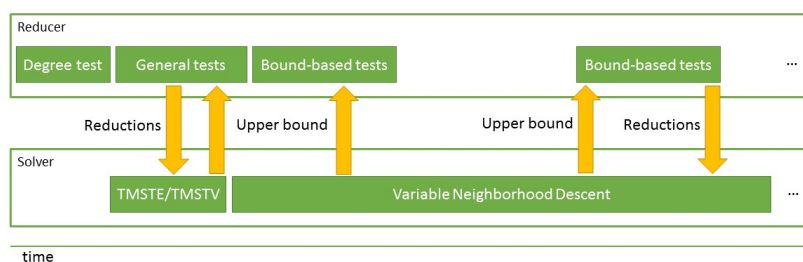 Reducer
Degree test
General tests
Bound-based tests
Bound-based tests
...
Reductions
Upper bound
Upper bound
Reductions
Solver
TMSTE/TMSTV
Variable Neighborhood Descent
...
time